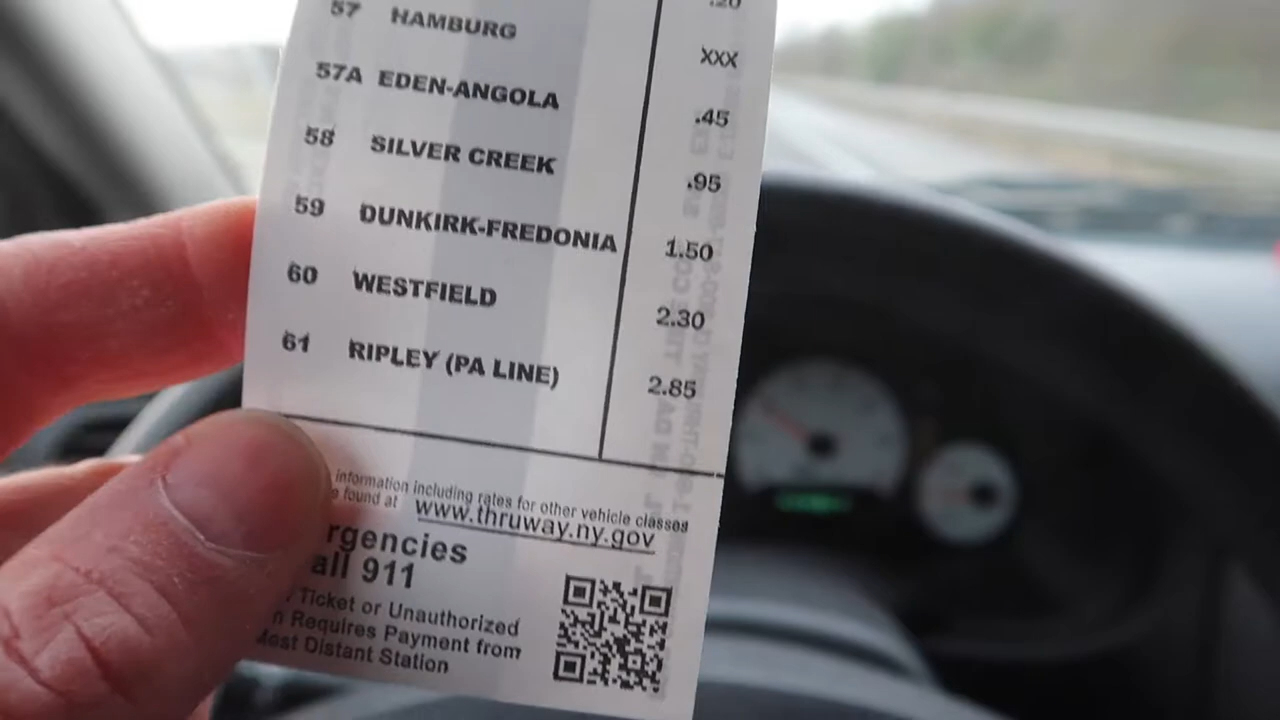 .20
57 HAMBURG XXX
57A EDEN-ANGOLA .45
58 SILVER CREEK .95
59 DUNKIRK-FREDONIA 1.50
60 WESTFIELD 2.30
61 RIPLEY (PA LINE) 2.85
information including rates for other vehicle classes
found at www.thruway.ny.gov
rgencies
all 911
Ticket or Unauthorized
n Requires Payment from
Most Distant Station